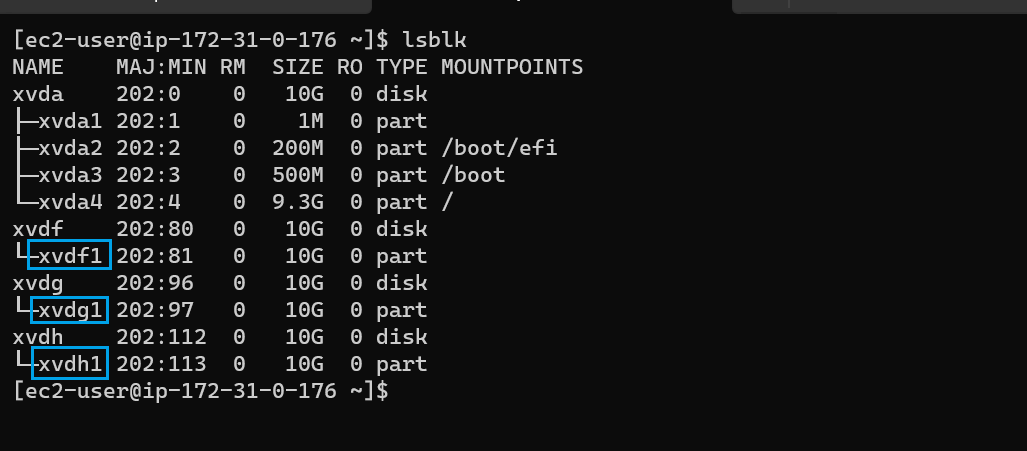 [ec2-user@ip-172-31-0-176 ~]$ lsblk
NAME    MAJ:MIN RM   SIZE RO TYPE MOUNTPOINTS
xvda    202:0    0    10G  0 disk
├─xvda1 202:1    0     1M  0 part
├─xvda2 202:2    0   200M  0 part /boot/efi
├─xvda3 202:3    0   500M  0 part /boot
└─xvda4 202:4    0   9.3G  0 part /
xvdf    202:80   0    10G  0 disk
└─xvdf1 202:81   0    10G  0 part
xvdg    202:96   0    10G  0 disk
└─xvdg1 202:97   0    10G  0 part
xvdh    202:112  0    10G  0 disk
└─xvdh1 202:113  0    10G  0 part
[ec2-user@ip-172-31-0-176 ~]$